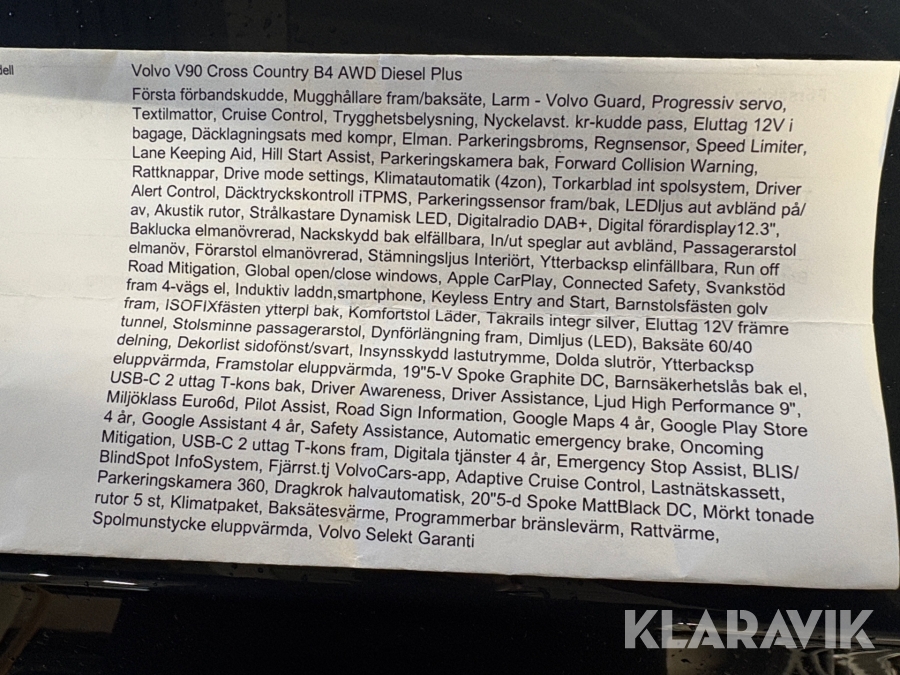 dell
Volvo V90 Cross Country B4 AWD Diesel Plus
Första förbandskudde, Mugghållare fram/baksäte, Larm - Volvo Guard, Progressiv servo,
Textilmattor, Cruise Control, Trygghetsbelysning, Nyckelavst. kr-kudde pass, Eluttag 12V i
bagage, Däcklagningsats med kompr, Elman. Parkeringsbroms, Regnsensor, Speed Limiter,
Lane Keeping Aid, Hill Start Assist, Parkeringskamera bak, Forward Collision Warning,
Rattknappar, Drive mode settings, Klimatautomatik (4zon), Torkarblad int spolsystem, Driver
Alert Control, Däcktryckskontroll iTPMS, Parkeringssensor fram/bak, LEDljus aut avbländ på/
av, Akustik rutor, Strålkastare Dynamisk LED, Digitalradio DAB+, Digital förardisplay12.3",
Baklucka elmanövrerad, Nackskydd bak elfällbara, In/ut speglar aut avbländ, Passagerarstol
elmanöv, Förarstol elmanövrerad, Stämningsljus Interiört, Ytterbacksp elinfällbara, Run off
Road Mitigation, Global open/close windows, Apple CarPlay, Connected Safety, Svankstöd
fram 4-vägs el, Induktiv laddn,smartphone, Keyless Entry and Start, Barnstolsfästen golv
fram, ISOFIXfästen ytterpl bak, Komfortstol Läder, Takrails integr silver, Eluttag 12V främre
tunnel, Stolsminne passagerarstol, Dynförlängning fram, Dimljus (LED), Baksäte 60/40
delning, Dekorlist sidofönst/svart, Insynsskydd lastutrymme, Dolda slutrör, Ytterbacksp
eluppvärmda, Framstolar eluppvärmda, 19"5-V Spoke Graphite DC, Barnsäkerhetslås bak el,
USB-C 2 uttag T-kons bak, Driver Awareness, Driver Assistance, Ljud High Performance 9",
Miljöklass Euro6d, Pilot Assist, Road Sign Information, Google Maps 4 år, Google Play Store
4 år, Google Assistant 4 år, Safety Assistance, Automatic emergency brake, Oncoming
Mitigation, USB-C 2 uttag T-kons fram, Digitala tjänster 4 år, Emergency Stop Assist, BLIS/
BlindSpot InfoSystem, Fjärrst.tj VolvoCars-app, Adaptive Cruise Control, Lastnätskassett,
Parkeringskamera 360, Dragkrok halvautomatisk, 20"5-d Spoke MattBlack DC, Mörkt tonade
rutor 5 st, Klimatpaket, Baksätesvärme, Programmerbar bränslevärm, Rattvärme,
Spolmunstycke eluppvärmda, Volvo Selekt Garanti
KLARAVIK